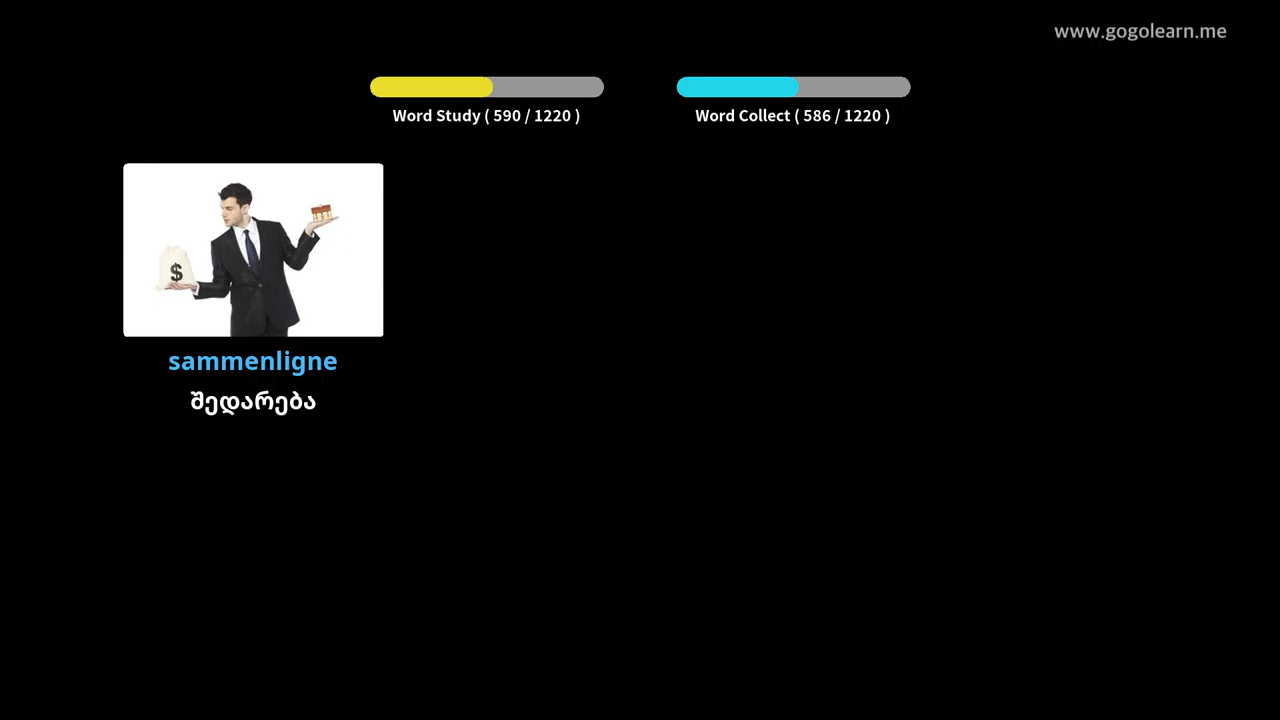 www.gogolearn.me
Word Study ( 590 / 1220 )
Word Collect ( 586 / 1220 )
$
sammenligne
შედარება